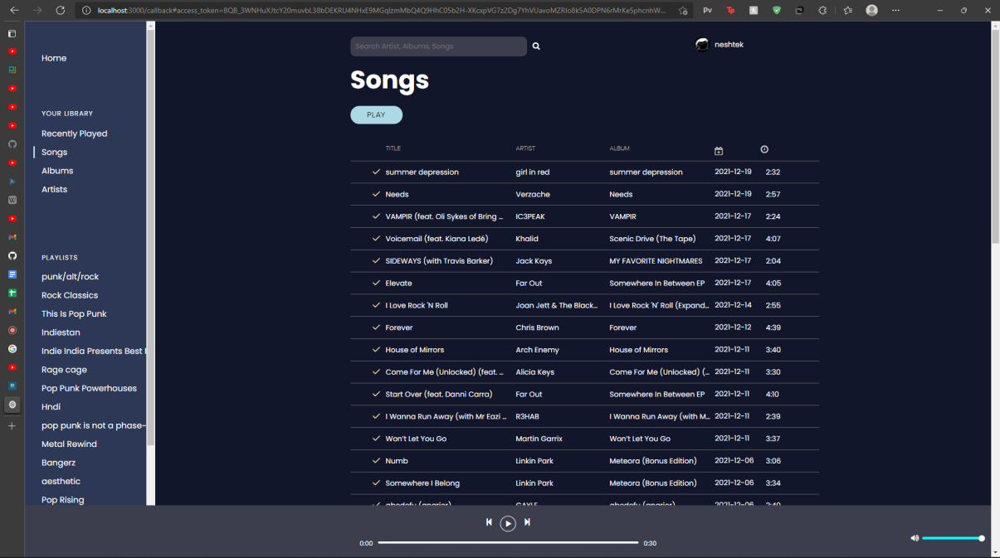 localhost:3000/callback#access_token=BQB_3WNHuXJtcY20muvbL38bDEKRU4NHxE9MGqlzmMbQ4Q9HhC05b2H-XKcxpVG7z2Dg7YhVUavoMZRlo8k5A0DPN6rMrKe5phcnhW...
Home
YOUR LIBRARY
Recently Played
Songs
Albums
Artists
PLAYLISTS
punk/alt/rock
Rock Classics
This Is Pop Punk
Indiestan
Indie India Presents Best
Rage cage
Pop Punk Powerhouses
Hndi
pop punk is not a phase-
Metal Rewind
Bangerz
aesthetic
Pop Rising
Search Artist, Albums, Songs
neshtek
Songs
PLAY
TITLE ARTIST ALBUM
summer depression girl in red summer depression 2021-12-19 2:32
Needs Verzache Needs 2021-12-19 2:57
VAMPIR (feat. Oli Sykes of Bring ... IC3PEAK VAMPIR 2021-12-17 2:24
Voicemail (feat. Kiana Ledé) Khalid Scenic Drive (The Tape) 2021-12-17 4:07
SIDEWAYS (with Travis Barker) Jack Kays MY FAVORITE NIGHTMARES 2021-12-17 2:04
Elevate Far Out Somewhere In Between EP 2021-12-17 4:05
I Love Rock 'N Roll Joan Jett & The Black... I Love Rock 'N' Roll (Expand... 2021-12-14 2:55
Forever Chris Brown Forever 2021-12-12 4:39
House of Mirrors Arch Enemy House of Mirrors 2021-12-11 3:40
Come For Me (Unlocked) (feat. ... Alicia Keys Come For Me (Unlocked) (... 2021-12-11 3:30
Start Over (feat. Danni Carra) Far Out Somewhere In Between EP 2021-12-11 4:10
I Wanna Run Away (with Mr Eazi ... R3HAB I Wanna Run Away (with M... 2021-12-11 2:39
Won't Let You Go Martin Garrix Won't Let You Go 2021-12-11 3:37
Numb Linkin Park Meteora (Bonus Edition) 2021-12-06 3:06
Somewhere I Belong Linkin Park Meteora (Bonus Edition) 2021-12-06 3:34
abcdefu (angrier) GAYLE abcdefu (angrier) 2021-12-06 2:40
0:00 0:30